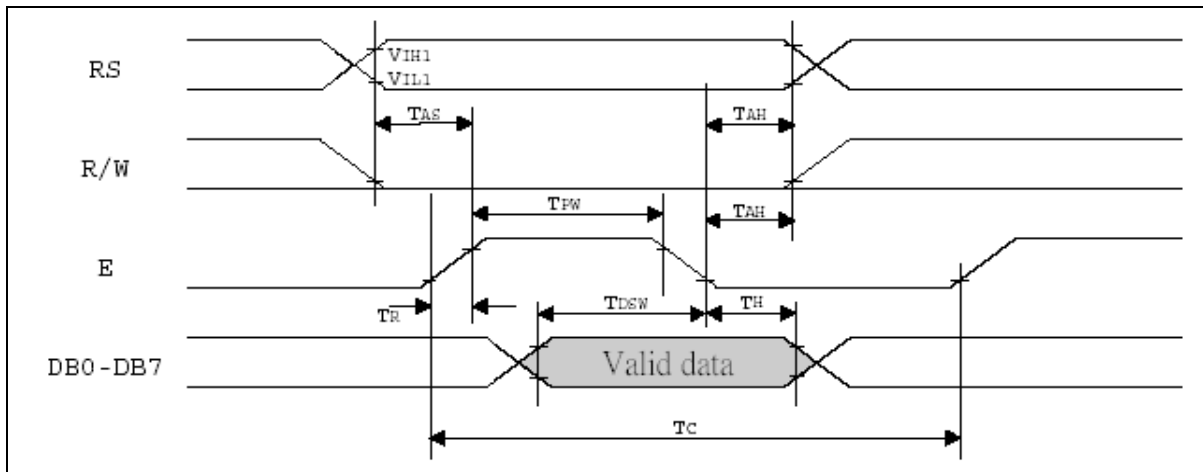 RS
VIH1
VIL1
TAS
TAH
R/W
TPW
TAH
E
TR
TDSW
TH
DB0-DB7
Valid data
TC